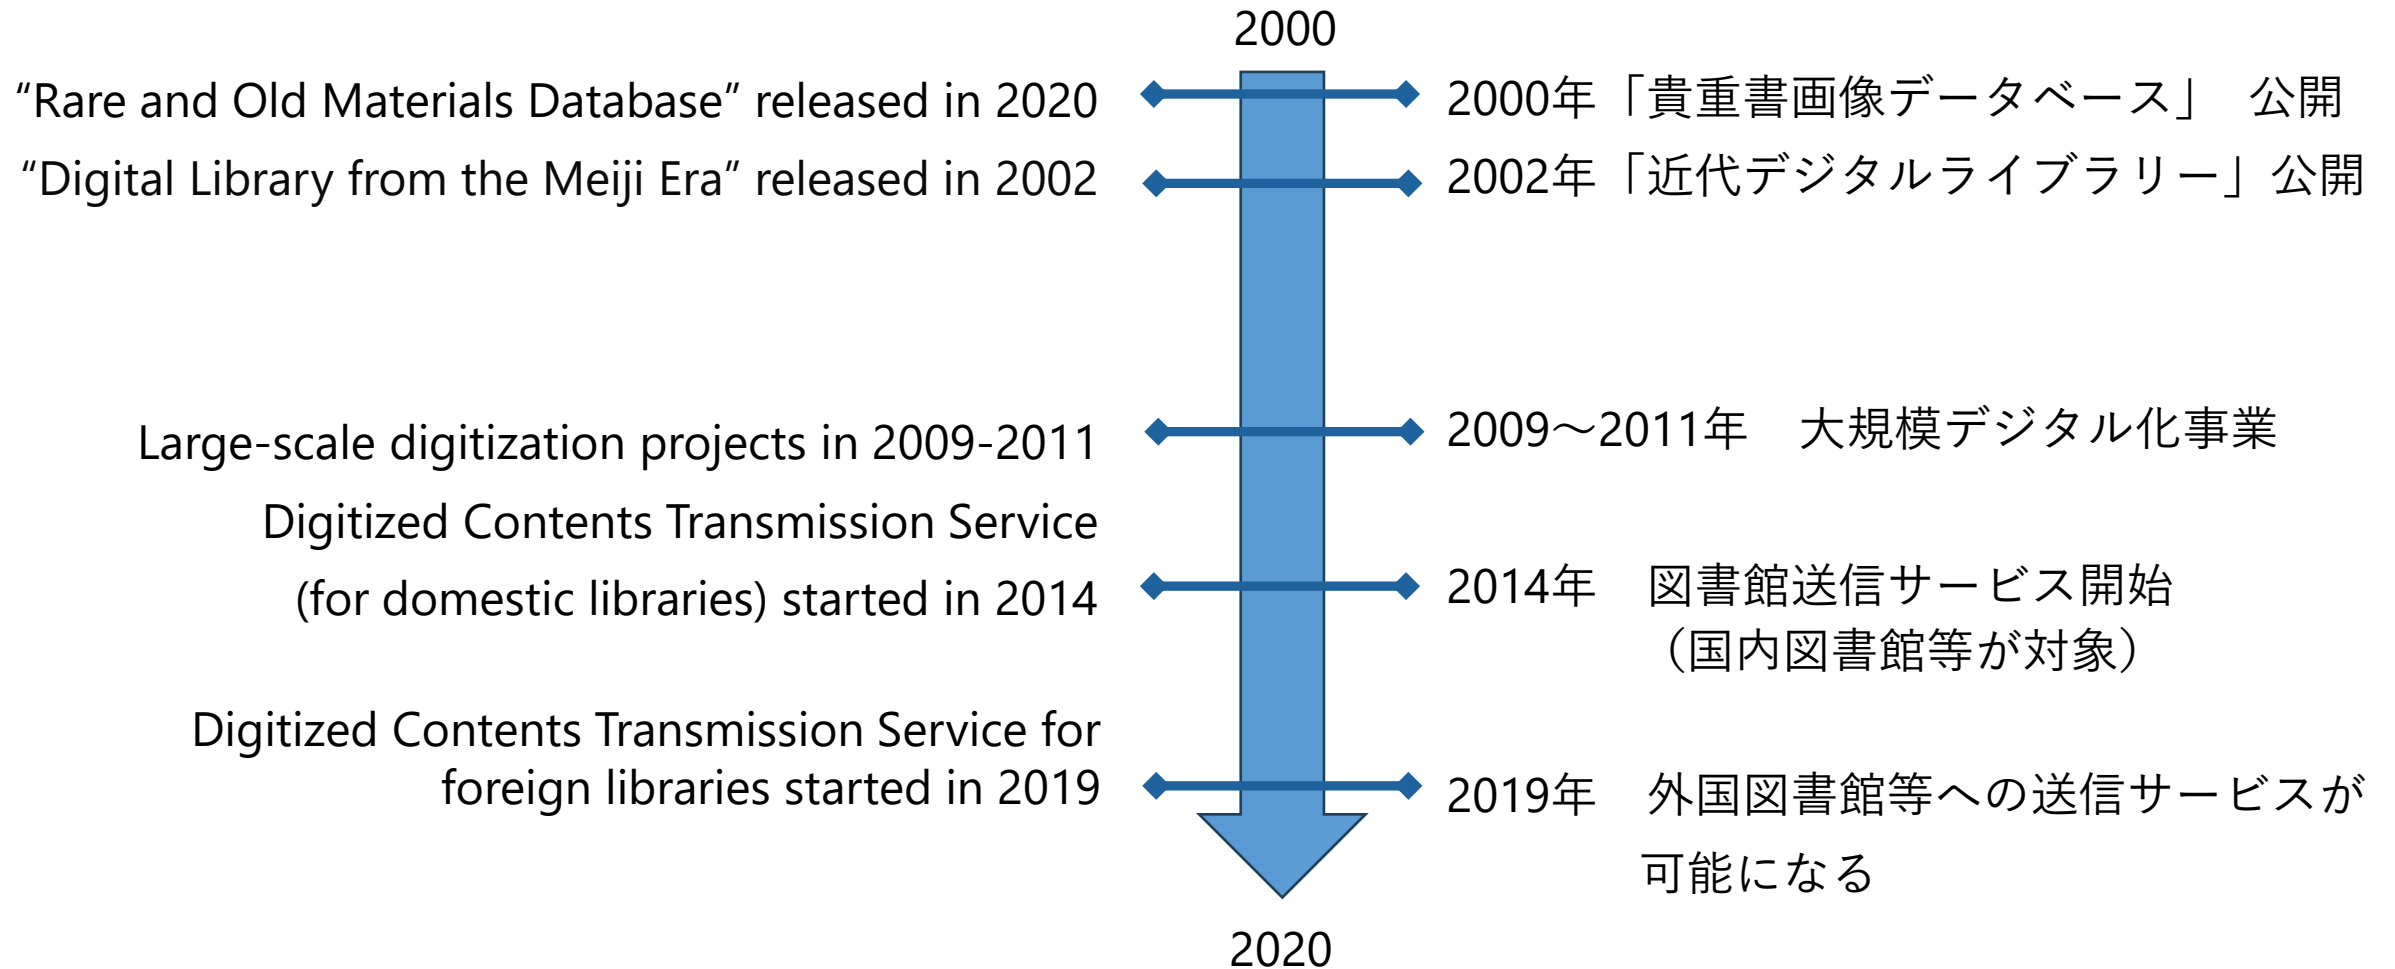 2000
“Rare and Old Materials Database” released in 2020
2000年「貴重書画像データベース」　公開
“Digital Library from the Meiji Era” released in 2002
2002年「近代デジタルライブラリー」公開
Large-scale digitization projects in 2009-2011
2009～2011年　大規模デジタル化事業
Digitized Contents Transmission Service
(for domestic libraries) started in 2014
2014年　図書館送信サービス開始
（国内図書館等が対象）
Digitized Contents Transmission Service for
foreign libraries started in 2019
2019年　外国図書館等への送信サービスが
可能になる
2020